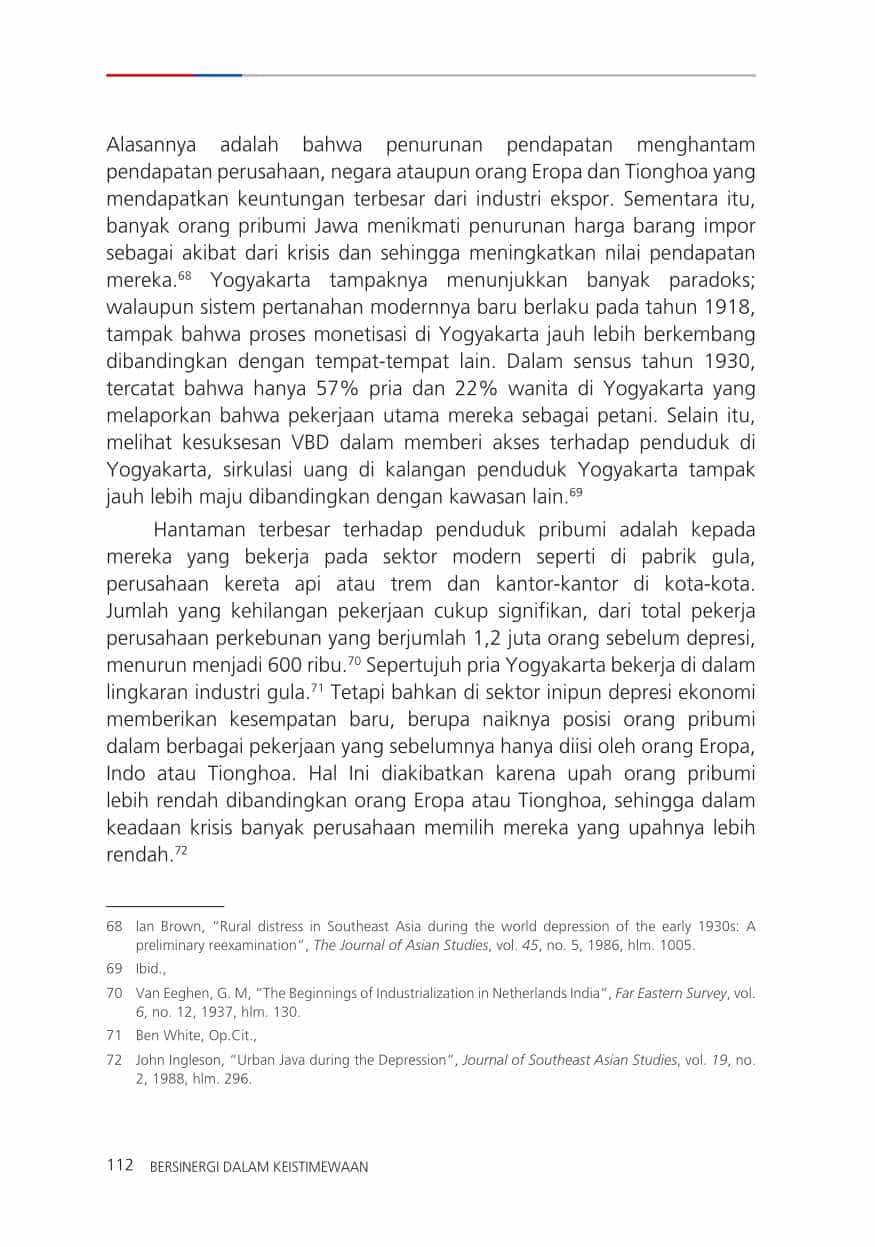 Alasannya adalah bahwa penurunan pendapatan menghantam
pendapatan perusahaan, negara ataupun orang Eropa dan Tionghoa yang
mendapatkan keuntungan terbesar dari industri ekspor. Sementara itu,
banyak orang pribumi Jawa menikmati penurunan harga barang impor
sebagai akibat dari krisis dan sehingga meningkatkan nilai pendapatan
mereka.⁶⁸ Yogyakarta tampaknya menunjukkan banyak paradoks;
walaupun sistem pertanahan modernnya baru berlaku pada tahun 1918,
tampak bahwa proses monetisasi di Yogyakarta jauh lebih berkembang
dibandingkan dengan tempat-tempat lain. Dalam sensus tahun 1930,
tercatat bahwa hanya 57% pria dan 22% wanita di Yogyakarta yang
melaporkan bahwa pekerjaan utama mereka sebagai petani. Selain itu,
melihat kesuksesan VBD dalam memberi akses terhadap penduduk di
Yogyakarta, sirkulasi uang di kalangan penduduk Yogyakarta tampak
jauh lebih maju dibandingkan dengan kawasan lain.⁶⁹
Hantaman terbesar terhadap penduduk pribumi adalah kepada
mereka yang bekerja pada sektor modern seperti di pabrik gula,
perusahaan kereta api atau trem dan kantor-kantor di kota-kota.
Jumlah yang kehilangan pekerjaan cukup signifikan, dari total pekerja
perusahaan perkebunan yang berjumlah 1,2 juta orang sebelum depresi,
menurun menjadi 600 ribu.⁷⁰ Sepertujuh pria Yogyakarta bekerja di dalam
lingkaran industri gula.⁷¹ Tetapi bahkan di sektor inipun depresi ekonomi
memberikan kesempatan baru, berupa naiknya posisi orang pribumi
dalam berbagai pekerjaan yang sebelumnya hanya diisi oleh orang Eropa,
Indo atau Tionghoa. Hal Ini diakibatkan karena upah orang pribumi
lebih rendah dibandingkan orang Eropa atau Tionghoa, sehingga dalam
keadaan krisis banyak perusahaan memilih mereka yang upahnya lebih
rendah.⁷²
68 Ian Brown, “Rural distress in Southeast Asia during the world depression of the early 1930s: A
preliminary reexamination”, The Journal of Asian Studies, vol. 45, no. 5, 1986, hlm. 1005.
69 Ibid.,
70 Van Eeghen, G. M, “The Beginnings of Industrialization in Netherlands India”, Far Eastern Survey, vol.
6, no. 12, 1937, hlm. 130.
71 Ben White, Op.Cit.,
72 John Ingleson, “Urban Java during the Depression”, Journal of Southeast Asian Studies, vol. 19, no.
2, 1988, hlm. 296.
112 BERSINERGI DALAM KEISTIMEWAAN